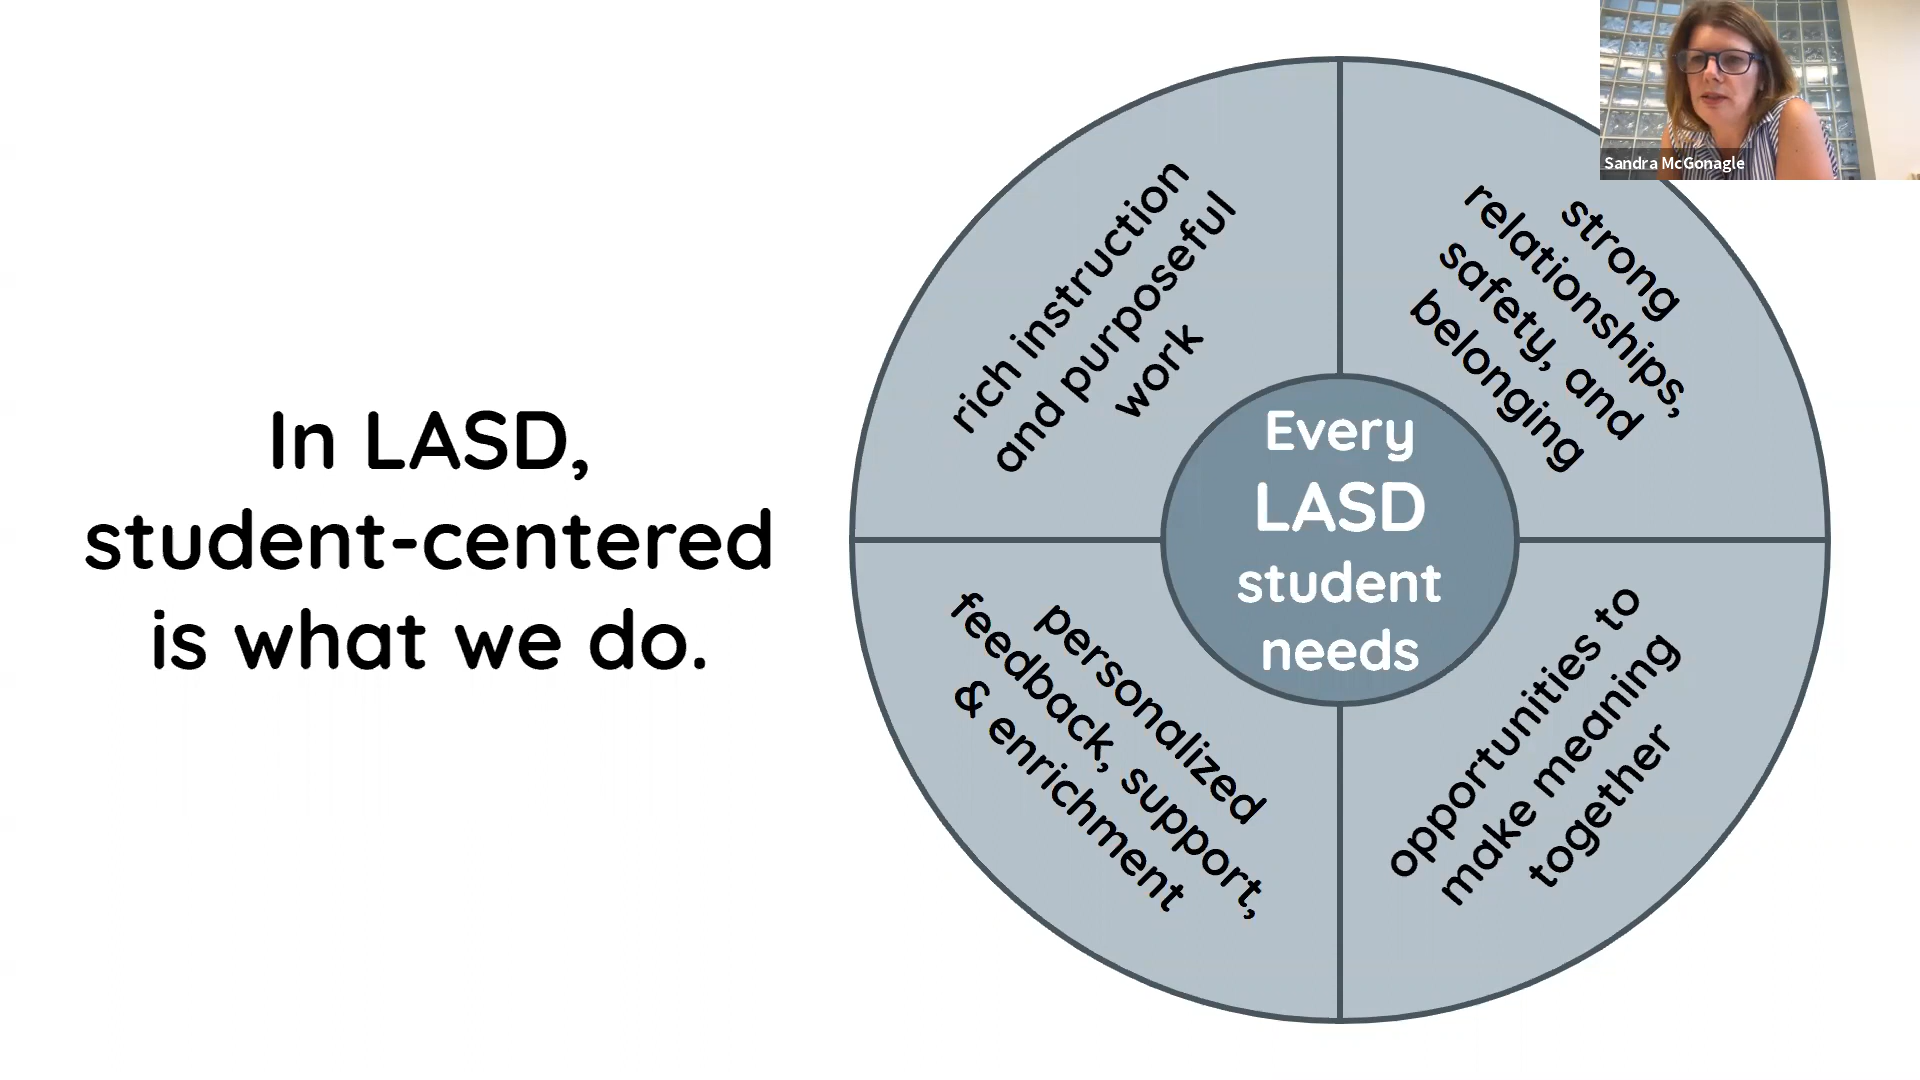 In LASD,
student-centered
is what we do.
rich instruction
and purposeful
work
strong
relationships,
safety, and
belonging
Every
LASD
student
needs
personalized
feedback, support,
& enrichment
opportunities to
make meaning
together
Sandra McGonagle